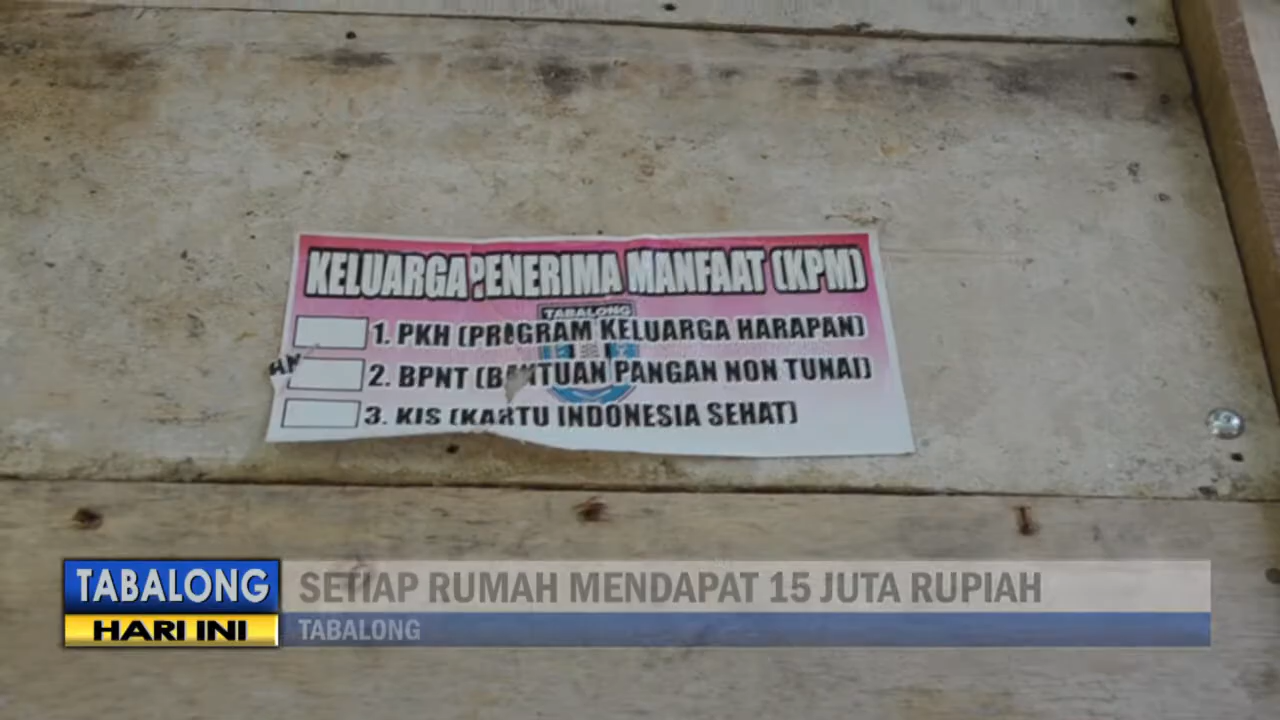 KELUARGA PENERIMA MANFAAT (KPM)
TABALONG
1. PKH (PROGRAM KELUARGA HARAPAN)
2. BPNT (BANTUAN PANGAN NON TUNAI)
3. KIS (KARTU INDONESIA SEHAT)
TABALONG
HARI INI
SETIAP RUMAH MENDAPAT 15 JUTA RUPIAH
TABALONG